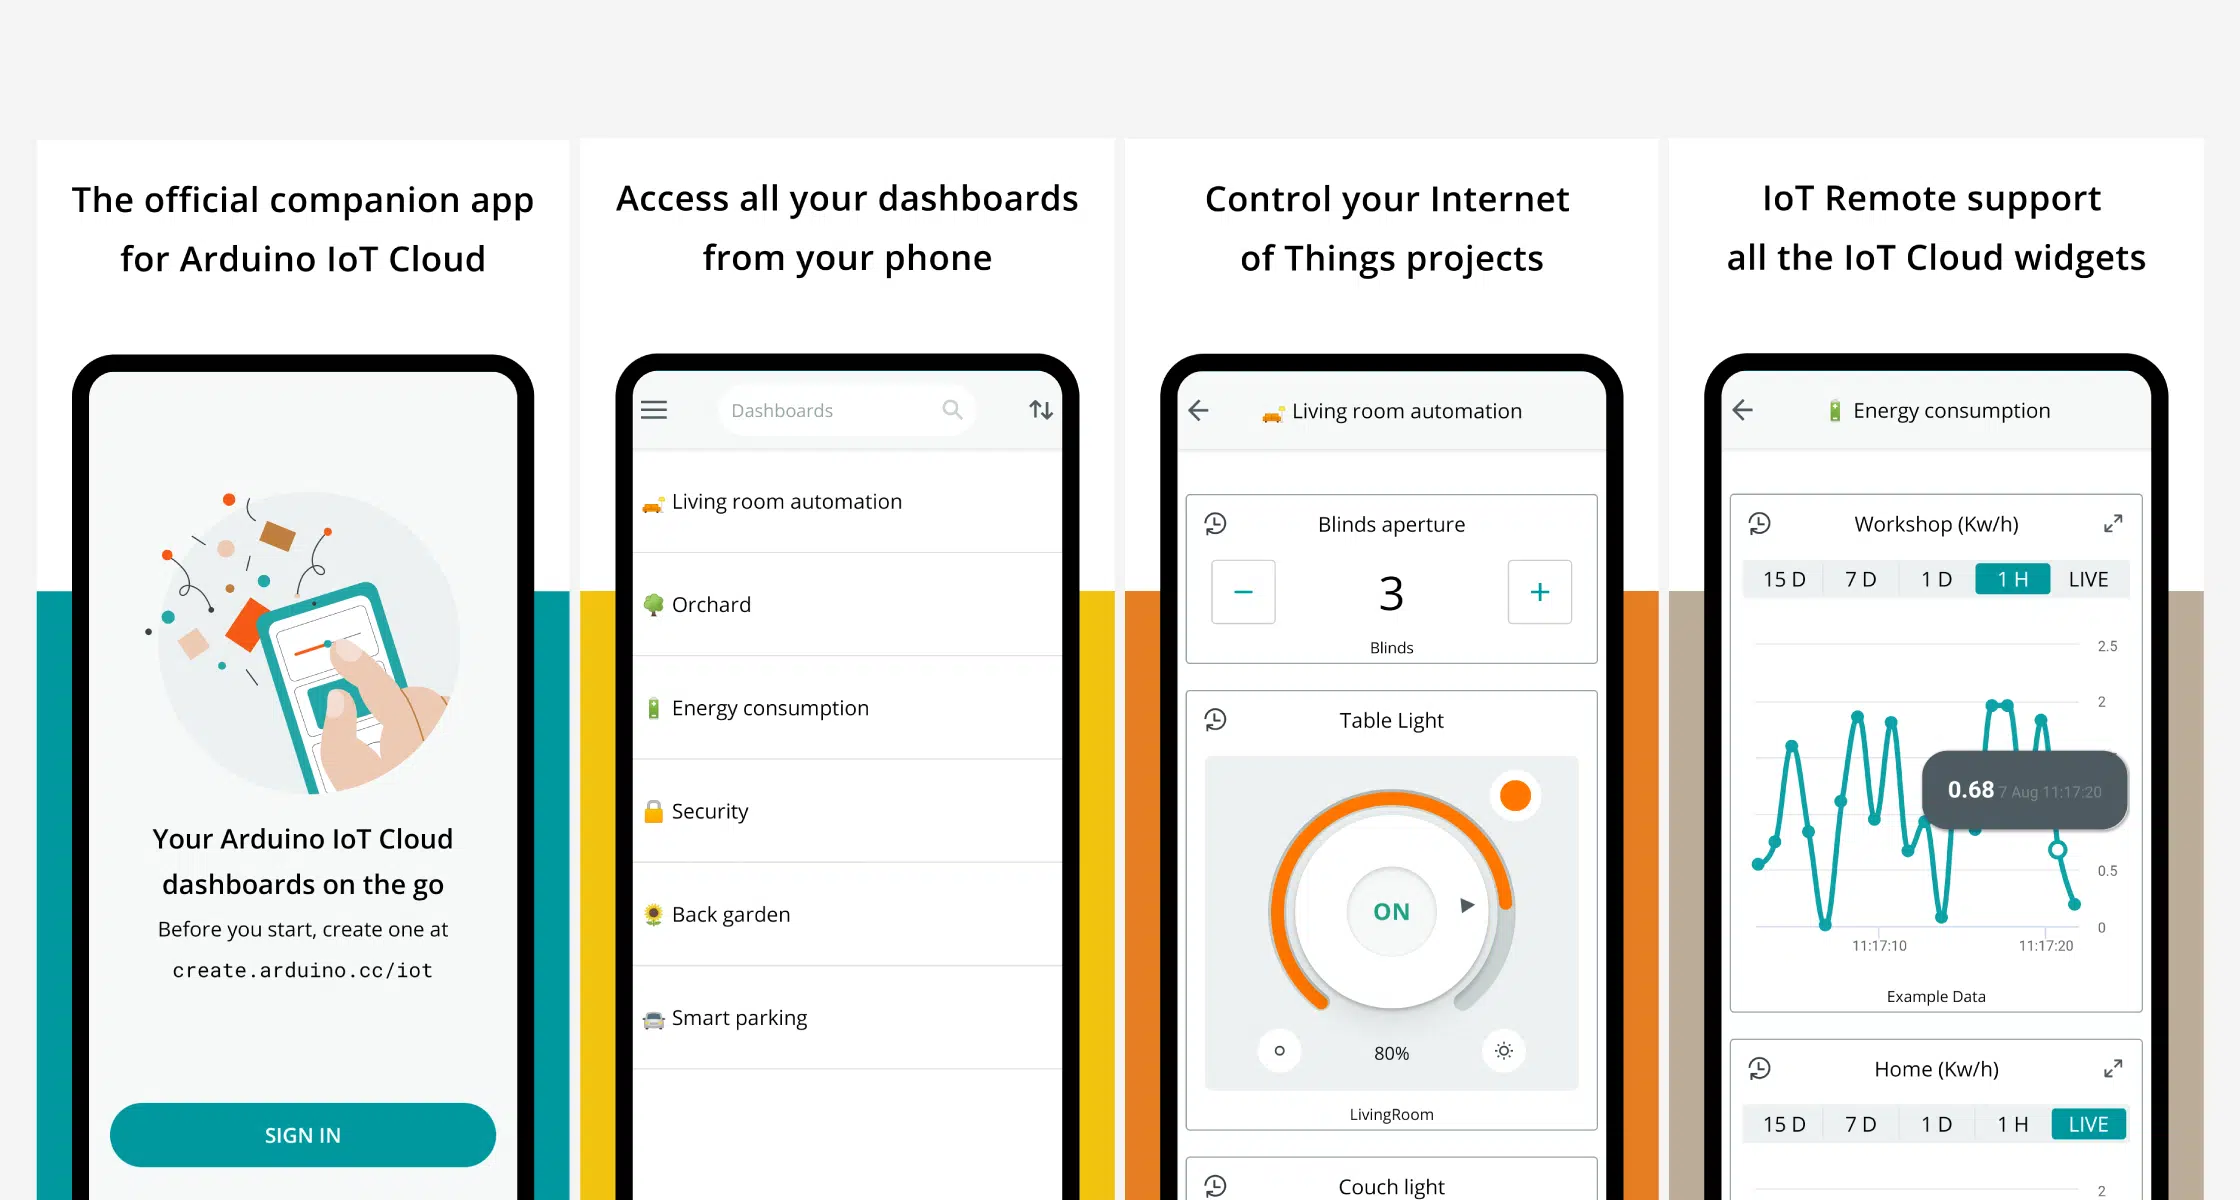 The official companion app
for Arduino IoT Cloud
Your Arduino IoT Cloud
dashboards on the go
Before you start, create one at
create.arduino.cc/iot
SIGN IN
Access all your dashboards
from your phone
Dashboards
Living room automation
Orchard
Energy consumption
Security
Back garden
Smart parking
Control your Internet
of Things projects
Living room automation
Blinds aperture
3
Blinds
Table Light
ON
80%
LivingRoom
Couch light
IoT Remote support
all the IoT Cloud widgets
Energy consumption
Workshop (Kw/h)
15 D 7 D 1 D 1 H LIVE
2.5
2
0.68 7 Aug 11:17:20
0.5
0
11:17:10 11:17:20
Example Data
Home (Kw/h)
15 D 7 D 1 D 1 H LIVE
2